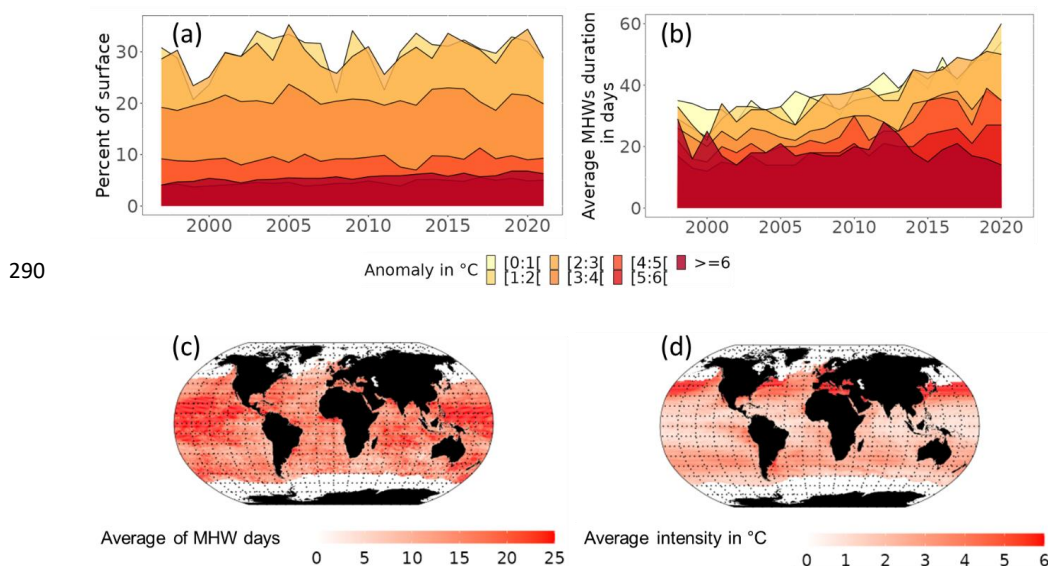 (a)
Percent of surface
30
20
10
0
2000
2005
2010
2015
2020
(b)
Average MHWs duration
in days
60
40
20
0
2000
2005
2010
2015
2020
290
Anomaly in °C
[0:1[ [2:3[ [4:5[ >=6
[1:2[ [3:4[ [5:6[
(c)
Average of MHW days
0 5 10 15 20 25
(d)
Average intensity in °C
0 1 2 3 4 5 6